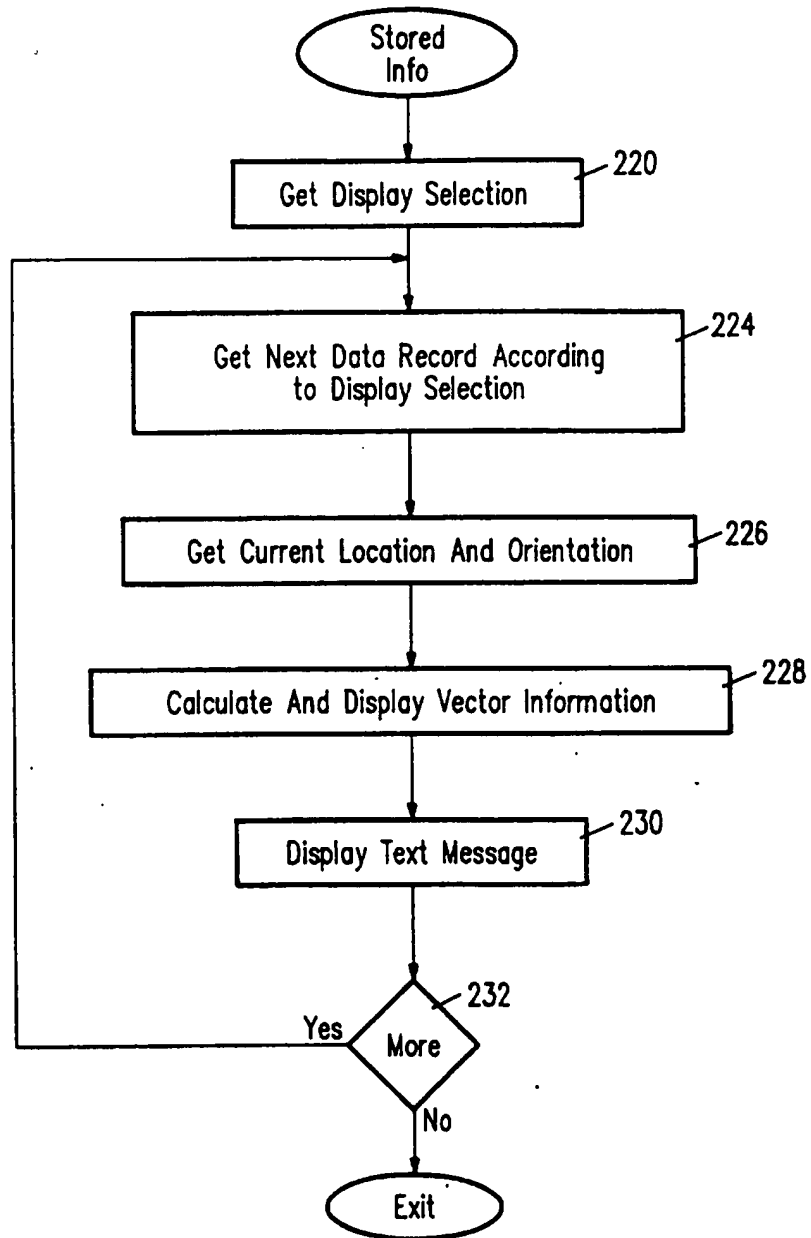 Stored
Info
220
Get Display Selection
224
Get Next Data Record According
to Display Selection
226
Get Current Location And Orientation
228
Calculate And Display Vector Information
230
Display Text Message
232
Yes
More
No
Exit